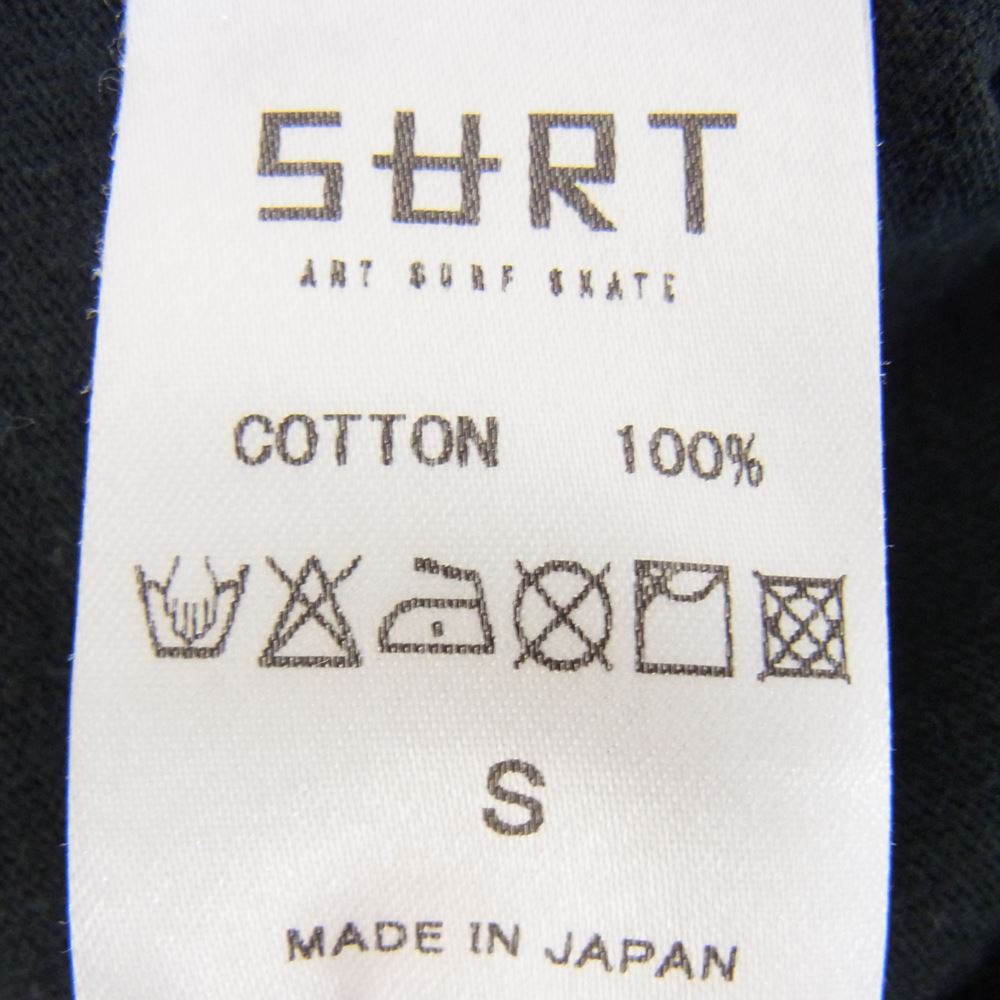 SURT
ART SURF SKATE
COTTON 100%
S
MADE IN JAPAN